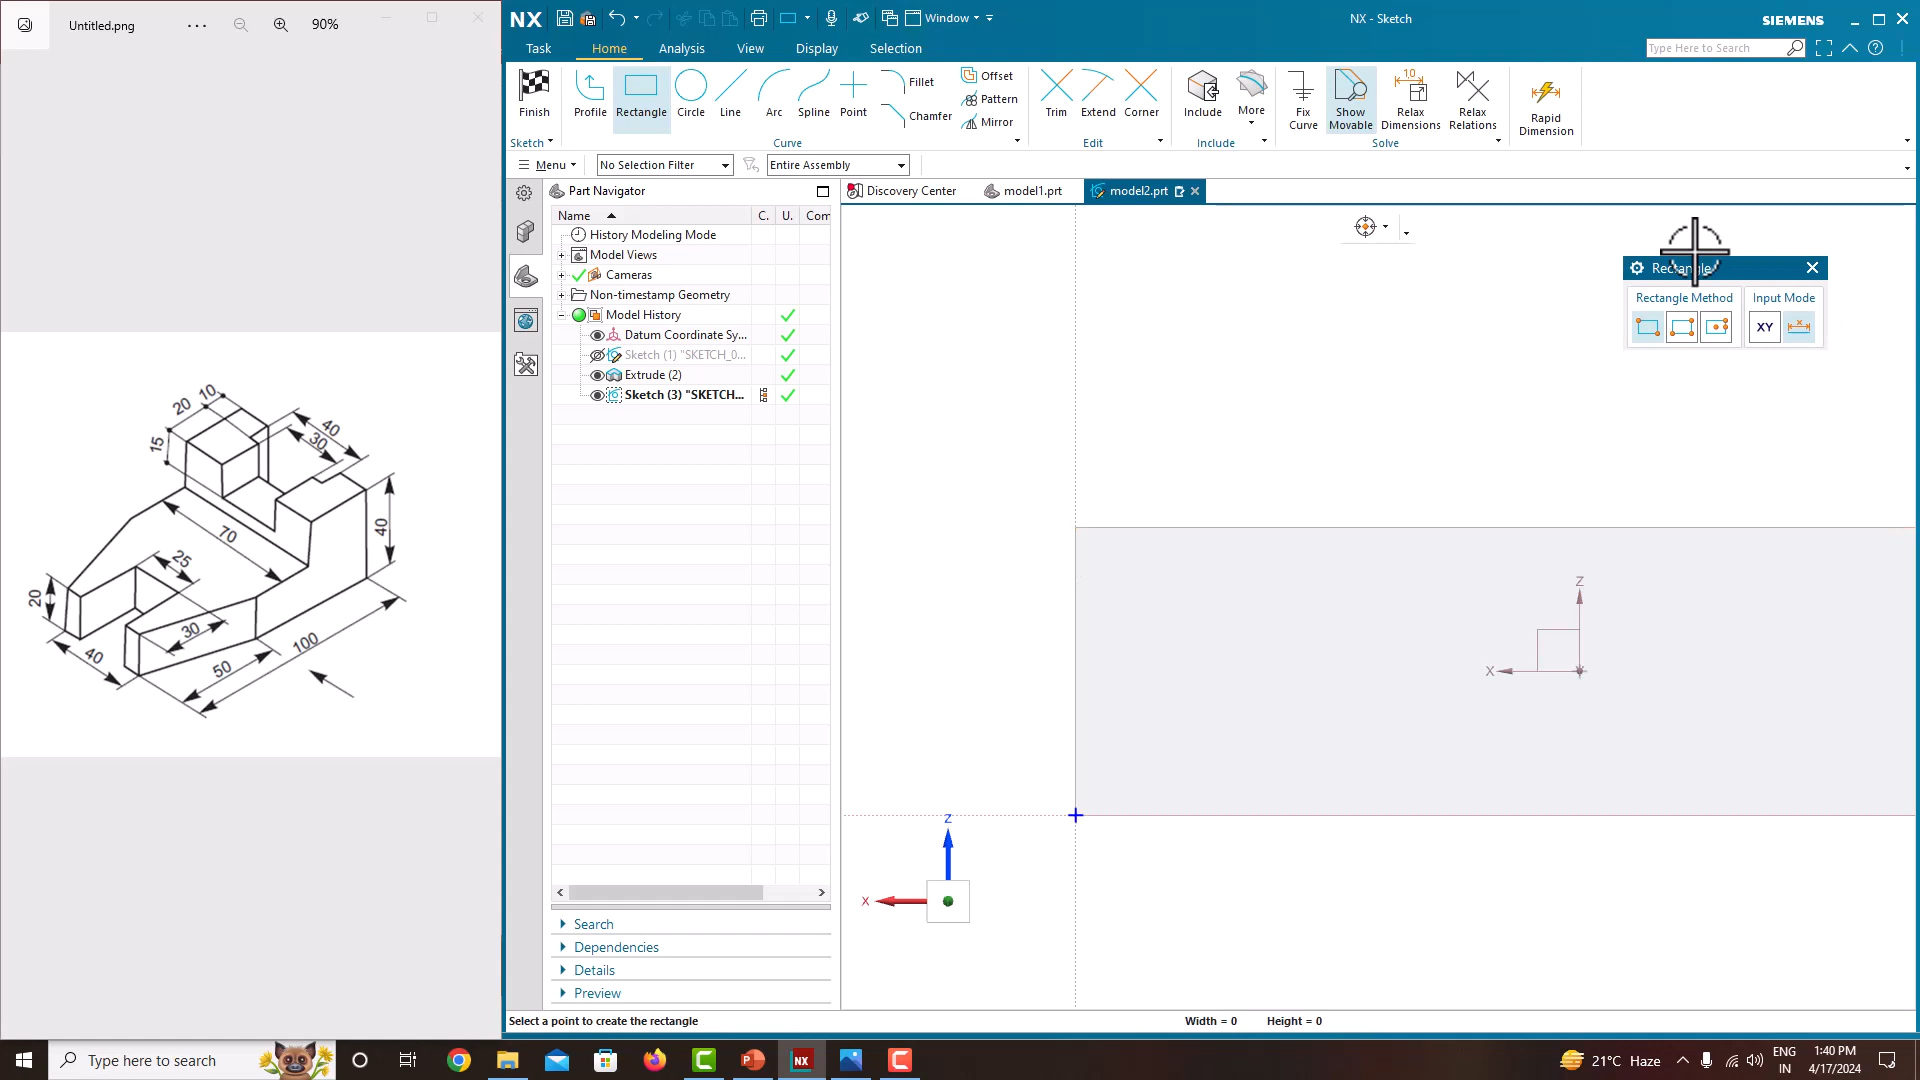 Untitled.png
90%
NX
Window
NX - Sketch
SIEMENS
Task
Home
Analysis
View
Display
Selection
Type Here to Search
Finish
Profile
Rectangle
Circle
Line
Arc
Spline
Point
Fillet
Chamfer
Offset
Pattern
Mirror
Trim
Extend
Corner
Include
More
Fix Curve
Show Movable
Relax Dimensions
Relax Relations
Rapid Dimension
Sketch
Curve
Edit
Include
Solve
Menu
No Selection Filter
Entire Assembly
Part Navigator
Discovery Center
model1.prt
model2.prt
Name
C.
U.
Com
History Modeling Mode
Model Views
Cameras
Non-timestamp Geometry
Model History
Datum Coordinate Sy...
Sketch (1) "SKETCH_0...
Extrude (2)
Sketch (3) "SKETCH...
Search
Dependencies
Details
Preview
Rectangle
Rectangle Method
Input Mode
XY
Z
X
Y
Z
X
10
20
15
40
30
40
70
25
20
30
40
50
100
Select a point to create the rectangle
Width = 0
Height = 0
Type here to search
NX
21°C Haze
ENG
IN
1:40 PM
4/17/2024